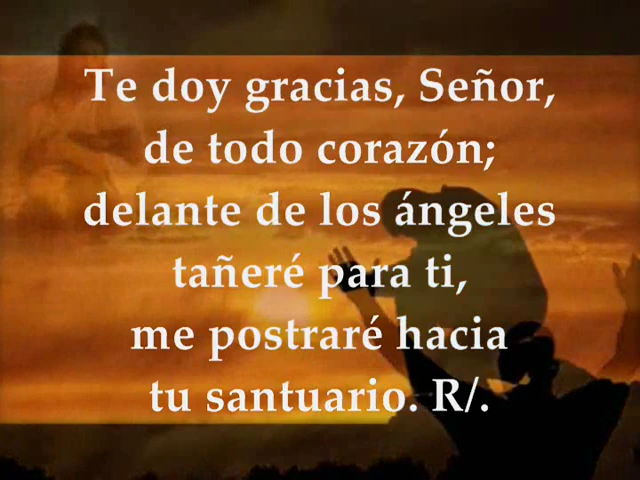 Te doy gracias, Señor,
de todo corazón;
delante de los ángeles
tañeré para ti,
me postraré hacia
tu santuario. R/.